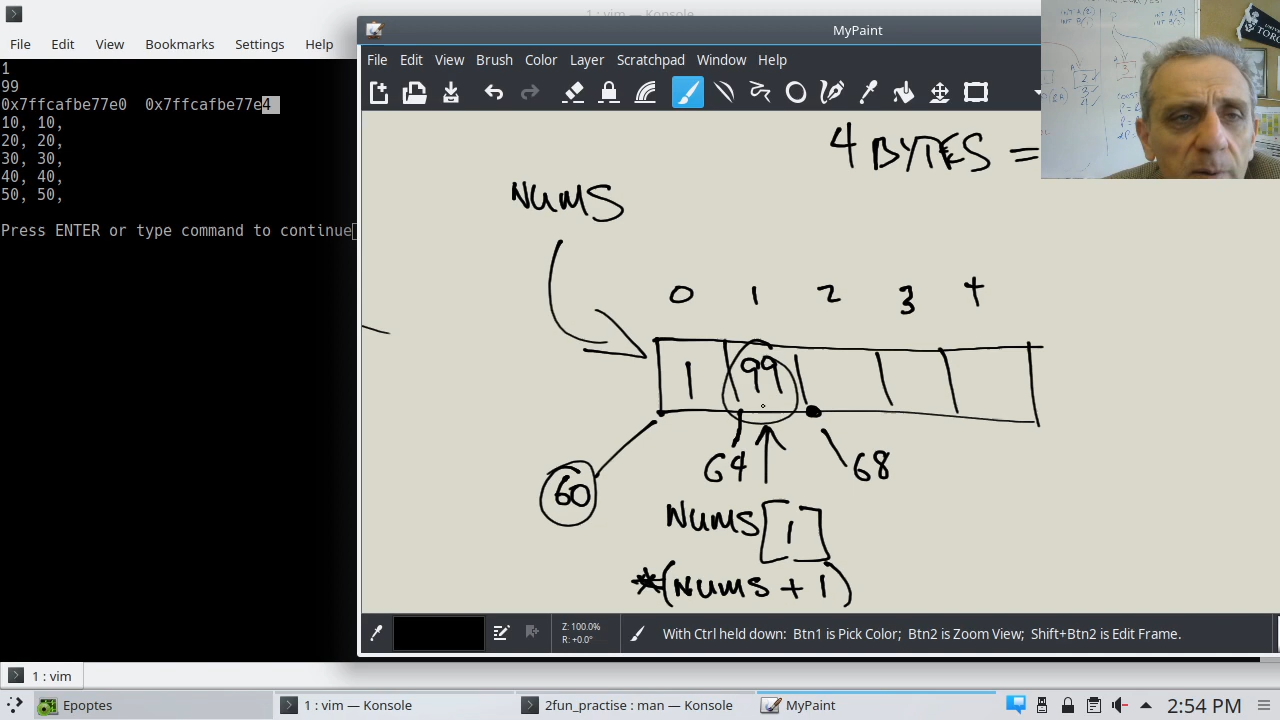 1 : vim — Konsole
File Edit View Bookmarks Settings Help
1
99
0x7ffcafbe77e0  0x7ffcafbe77e4
10, 10,
20, 20,
30, 30,
40, 40,
50, 50,
Press ENTER or type command to continue
MyPaint
File Edit View Brush Color Layer Scratchpad Window Help
4 BYTES =
NUMS
0 1 2 3 4
1 99
64 68
60
NUMS[1]
*(NUMS + 1)
Z: 100.0%
R: +0.0°
With Ctrl held down:  Btn1 is Pick Color;  Btn2 is Zoom View;  Shift+Btn2 is Edit Frame.
1 : vim
Epoptes
1 : vim — Konsole
2fun_practise : man — Konsole
MyPaint
2:54 PM